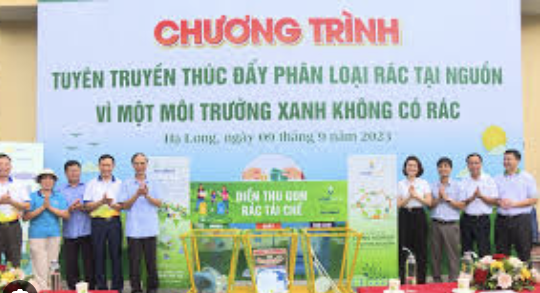 CHƯƠNG TRÌNH
TUYÊN TRUYỀN THÚC ĐẨY PHÂN LOẠI RÁC TẠI NGUỒN
VÌ MỘT MÔI TRƯỜNG XANH KHÔNG CÓ RÁC
Hạ Long, ngày 09 tháng 9 năm 2023
ĐIỂM THU GOM
RÁC TÁI CHẾ